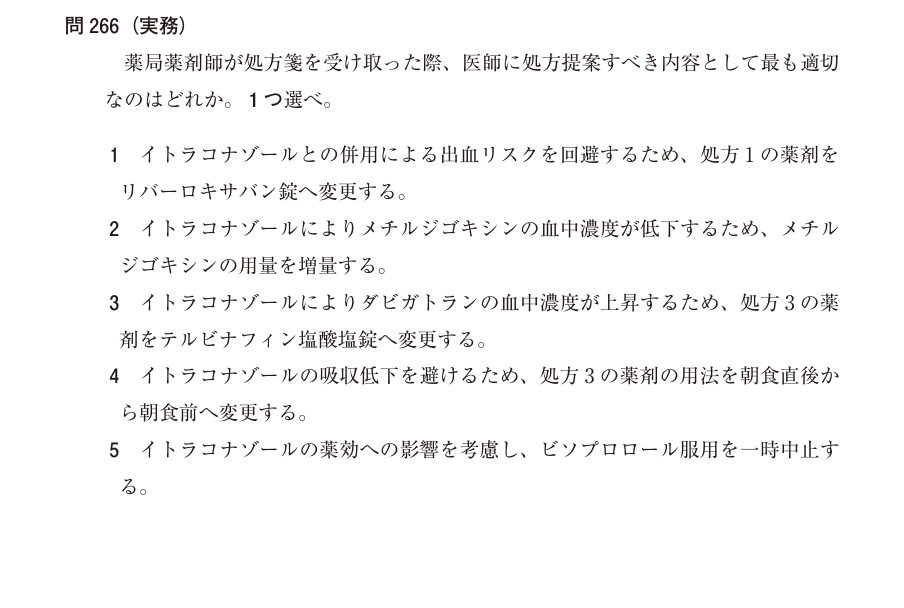 問 266(実務)
薬局薬剤師が処方箋を受け取った際、医師に処方提案すべき内容として最も適切
なのはどれか。1つ選べ。
1 イトラコナゾールとの併用による出血リスクを回避するため、処方1の薬剤を
リバーロキサバン錠へ変更する。
2 イトラコナゾールによりメチルジゴキシンの血中濃度が低下するため、メチル
ジゴキシンの用量を増量する。
3 イトラコナゾールによりダビガトランの血中濃度が上昇するため、処方3の薬
剤をテルビナフィン塩酸塩錠へ変更する。
4 イトラコナゾールの吸収低下を避けるため、処方3の薬剤の用法を朝食直後か
ら朝食前へ変更する。
5 イトラコナゾールの薬効への影響を考慮し、ビソプロロール服用を一時中止す
る。